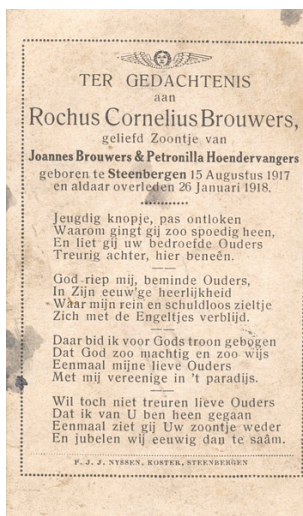 TER GEDACHTENIS
aan
Rochus Cornelius Brouwers,
geliefd Zoontje van
Joannes Brouwers & Petronilla Hoendervangers
geboren te Steenbergen 15 Augustus 1917
en aldaar overleden 26 Januari 1918.
Jeugdig knopje, pas ontloken
Waarom gingt gij zoo spoedig heen,
En liet gij uw bedroefde Ouders
Treurig achter, hier beneên.
God riep mij, beminde Ouders,
In Zijn eeuw'ge heerlijkheid
Waar mijn rein en schuldloos zieltje
Zich met de Engeltjes verblijd.
Daar bid ik voor Gods troon gebogen
Dat God zoo machtig en zoo wijs
Eenmaal mijne lieve Ouders
Met mij vereenige in 't paradijs.
Wil toch niet treuren lieve Ouders
Dat ik van U ben heen gegaan
Eenmaal ziet gij Uw zoontje weder
En jubelen wij eeuwig dan te saâm.
F. J. J. NYSSEN, KOSTER, STEENBERGEN